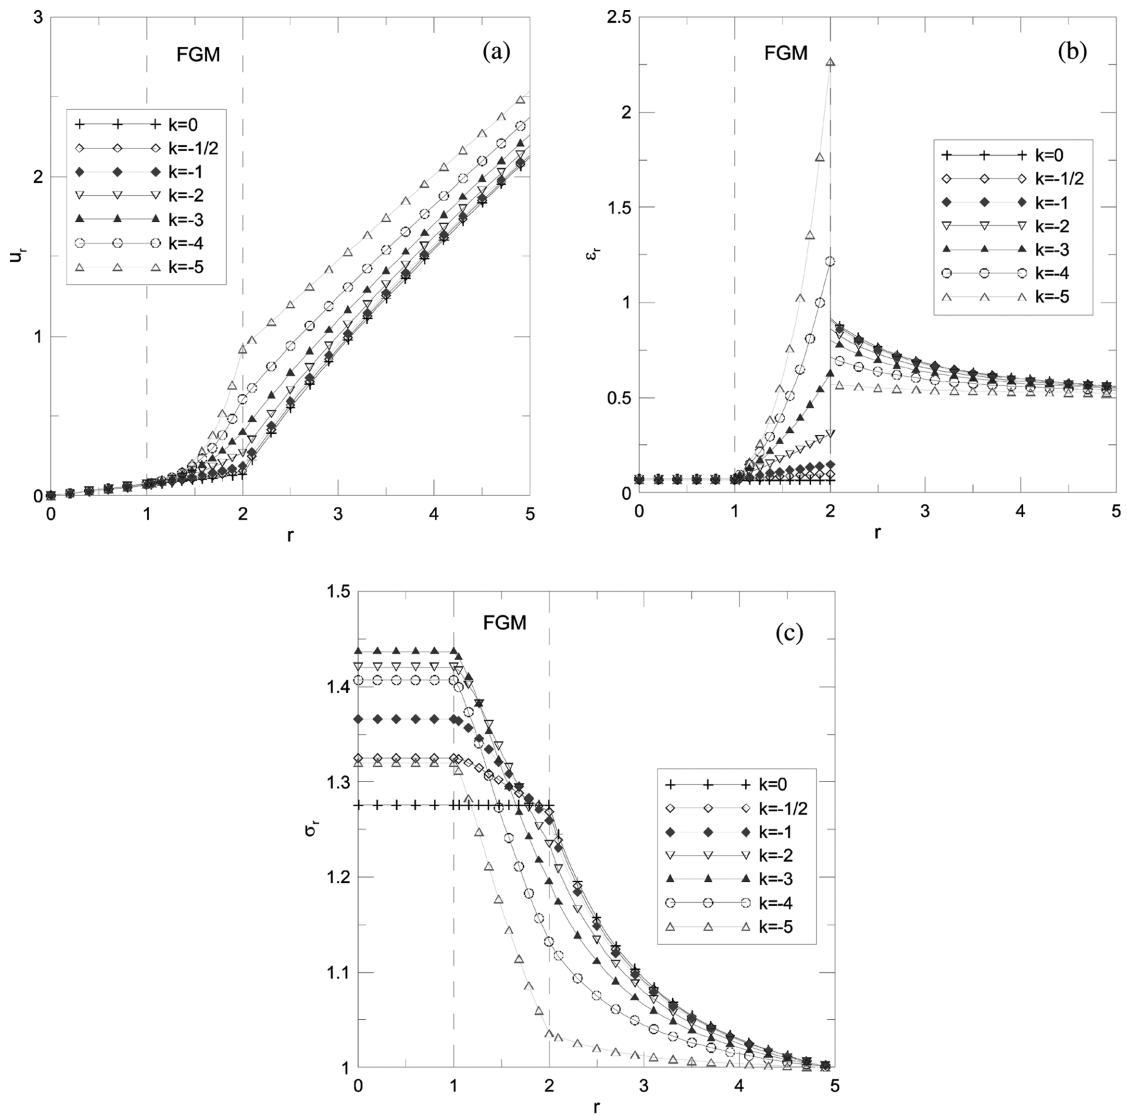 3
FGM
(a)
k=0
k=-1/2
k=-1
k=-2
k=-3
k=-4
k=-5
2
1
0
u_r
0 1 2 3 4 5
r
2.5
FGM
(b)
2
k=0
k=-1/2
k=-1
k=-2
k=-3
k=-4
k=-5
1.5
1
0.5
0
ε_r
0 1 2 3 4 5
r
1.5
FGM
(c)
1.4
1.3
k=0
k=-1/2
k=-1
k=-2
k=-3
k=-4
k=-5
1.2
1.1
1
σ_r
0 1 2 3 4 5
r